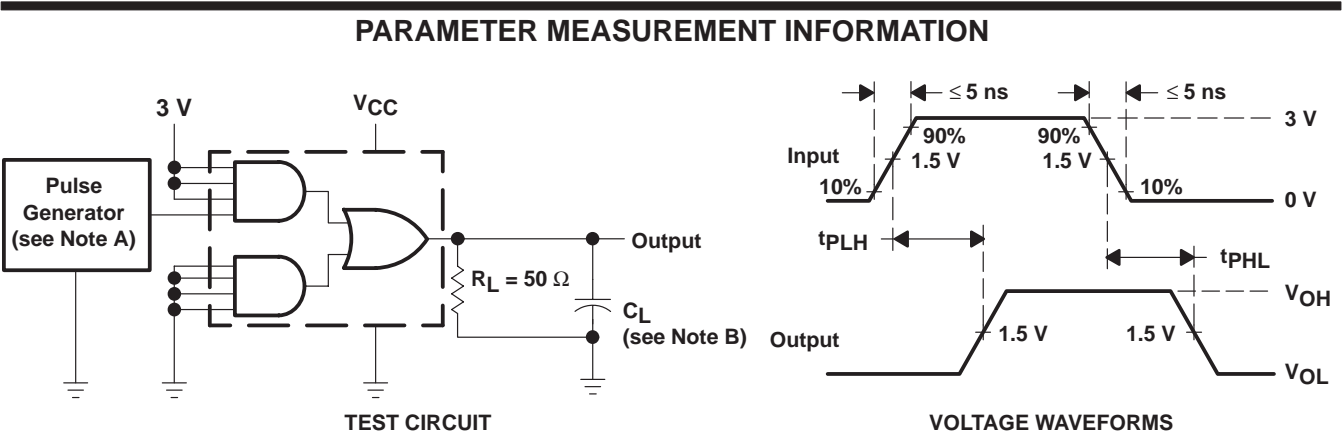 PARAMETER MEASUREMENT INFORMATION
3 V
VCC
Pulse
Generator
(see Note A)
Output
RL = 50 Ω
CL
(see Note B)
TEST CIRCUIT
≤ 5 ns
≤ 5 ns
3 V
90%
90%
Input
1.5 V
1.5 V
10%
10%
0 V
tPLH
tPHL
VOH
Output
1.5 V
1.5 V
VOL
VOLTAGE WAVEFORMS